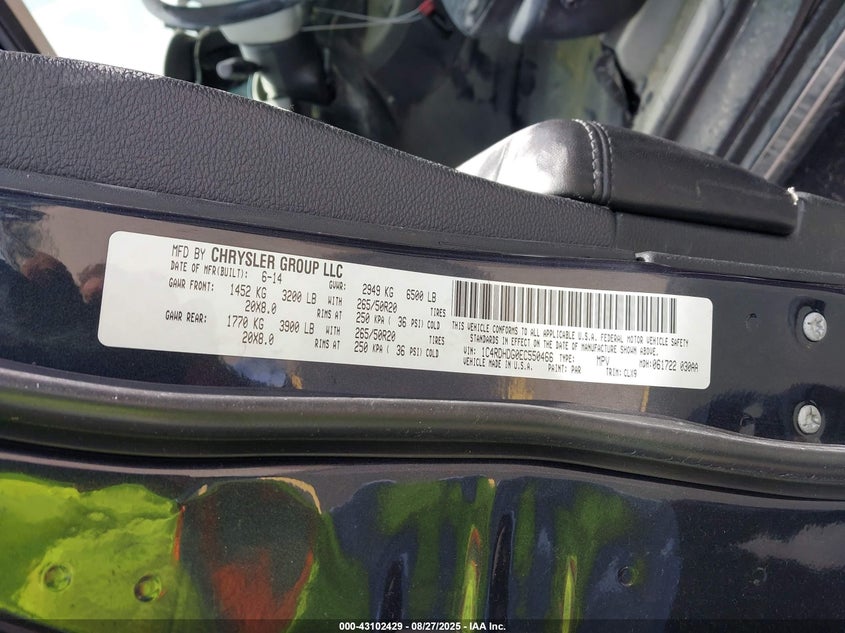 MFD BY CHRYSLER GROUP LLC
DATE OF MFR(BUILT): 6-14 GVWR: 2949 KG 6500 LB
GAWR FRONT: 1452 KG 3200 LB WITH 265/50R20 TIRES
20X8.0 RIMS AT 250 KPA ( 36 PSI) COLD
GAWR REAR: 1770 KG 3900 LB WITH 265/50R20 TIRES
20X8.0 RIMS AT 250 KPA ( 36 PSI) COLD
THIS VEHICLE CONFORMS TO ALL APPLICABLE
U.S.A. FEDERAL MOTOR VEHICLE SAFETY
STANDARDS IN EFFECT ON THE DATE OF
MANUFACTURE SHOWN ABOVE.
VIN: 1C4RDHDG0EC550466 TYPE: MPV MDH: 061722 030AA
VEHICLE MADE IN U.S.A. PAINT: PAR TRIM: CLX9
000-43102429 - 08/27/2025 - IAA Inc.